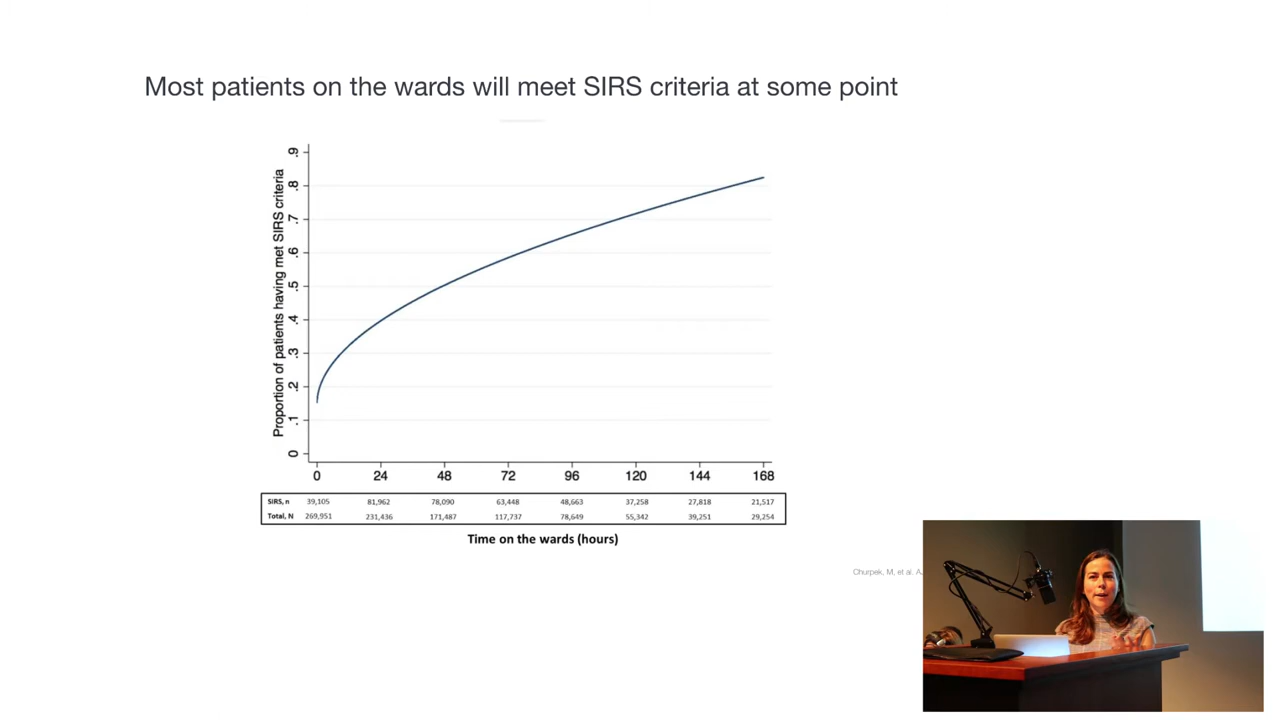 Most patients on the wards will meet SIRS criteria at some point
Proportion of patients having met SIRS criteria
.9
.8
.7
.6
.5
.4
.3
.2
.1
0
0 24 48 72 96 120 144 168
SIRS, n 39,105 81,962 78,090 63,448 48,663 37,258 27,818 21,517
Total, N 269,951 231,436 171,487 117,737 78,649 55,342 39,251 29,254
Time on the wards (hours)
Churpek, M, et al. A